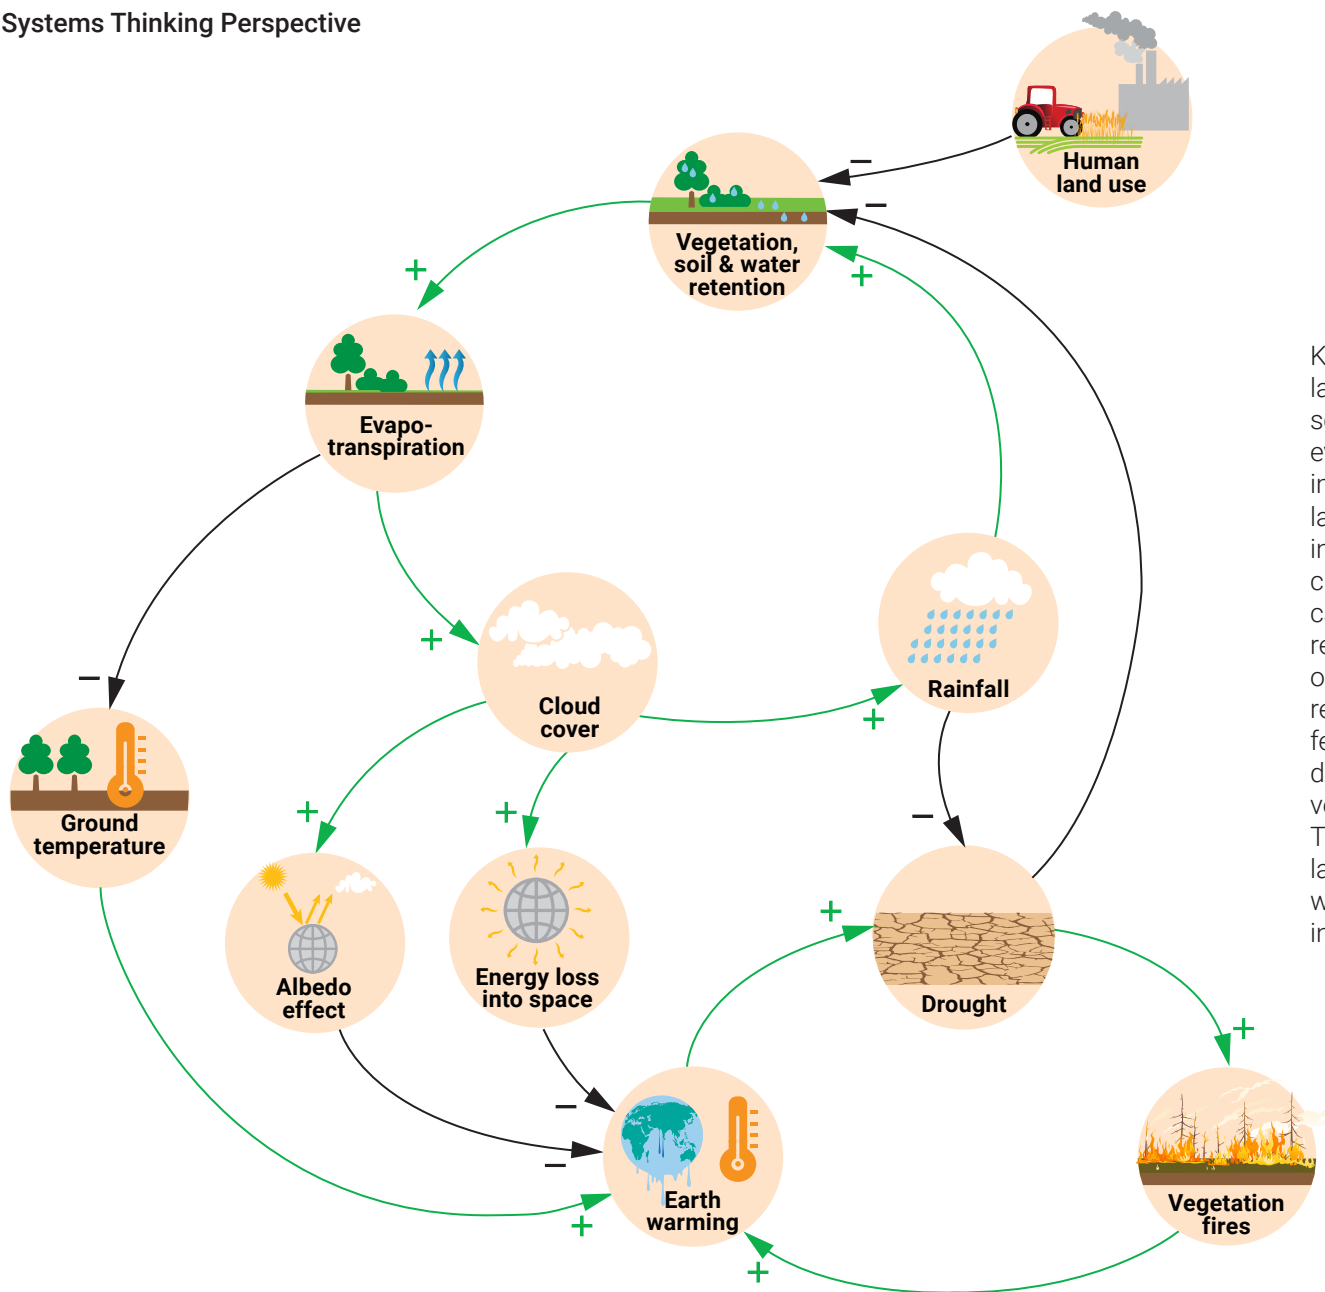 Systems Thinking Perspective
Human
land use
−
−
Vegetation,
soil & water
retention
+
+
Evapo-
transpiration
−
+
Cloud
cover
Rainfall
+
Ground
temperature
+
+
−
Albedo
effect
Energy loss
into space
+
Drought
+
−
−
Earth
warming
+
Vegetation
fires
+